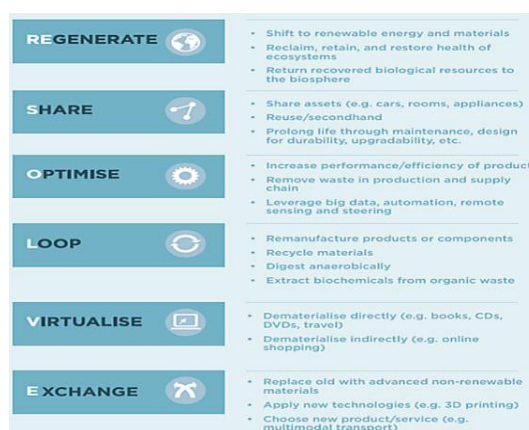 REGENERATE
• Shift to renewable energy and materials
• Reclaim, retain, and restore health of
ecosystems
• Return recovered biological resources to
the biosphere
SHARE
• Share assets (e.g. cars, rooms, appliances)
• Reuse/secondhand
• Prolong life through maintenance, design
for durability, upgradability, etc.
OPTIMISE
• Increase performance/efficiency of product
• Remove waste in production and supply
chain
• Leverage big data, automation, remote
sensing and steering
LOOP
• Remanufacture products or components
• Recycle materials
• Digest anaerobically
• Extract biochemicals from organic waste
VIRTUALISE
• Dematerialise directly (e.g. books, CDs,
DVDs, travel)
• Dematerialise indirectly (e.g. online
shopping)
EXCHANGE
• Replace old with advanced non-renewable
materials
• Apply new technologies (e.g. 3D printing)
• Choose new product/service (e.g.
multimodal transport)